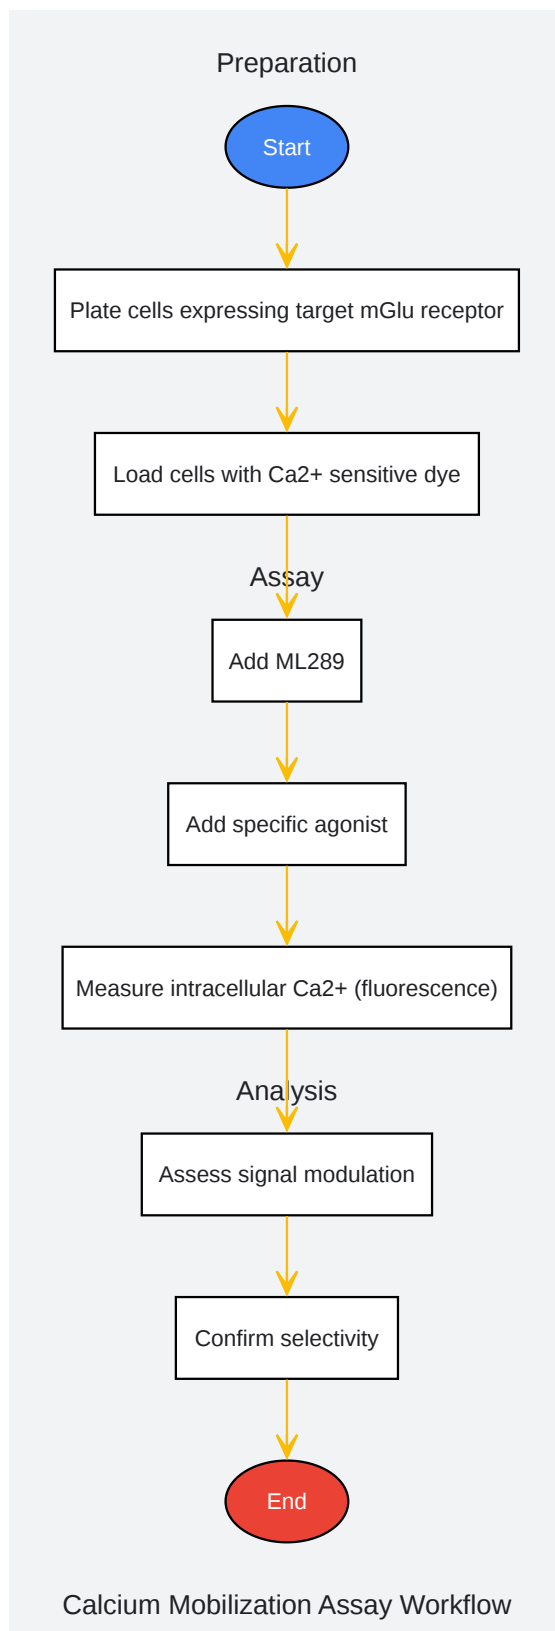 Preparation
Start
Plate cells expressing target mGlu receptor
Load cells with Ca2+ sensitive dye
Assay
Add ML289
Add specific agonist
Measure intracellular Ca2+ (fluorescence)
Analysis
Assess signal modulation
Confirm selectivity
End
Calcium Mobilization Assay Workflow